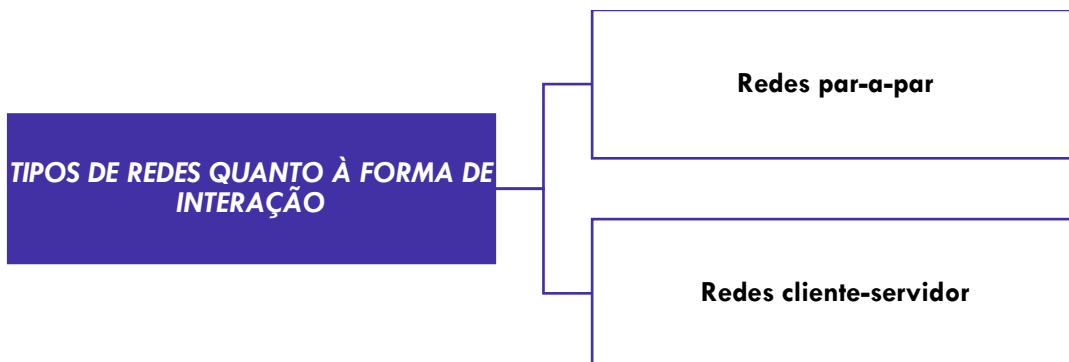 TIPOS DE REDES QUANTO À FORMA DE
INTERAÇÃO
Redes par-a-par
Redes cliente-servidor